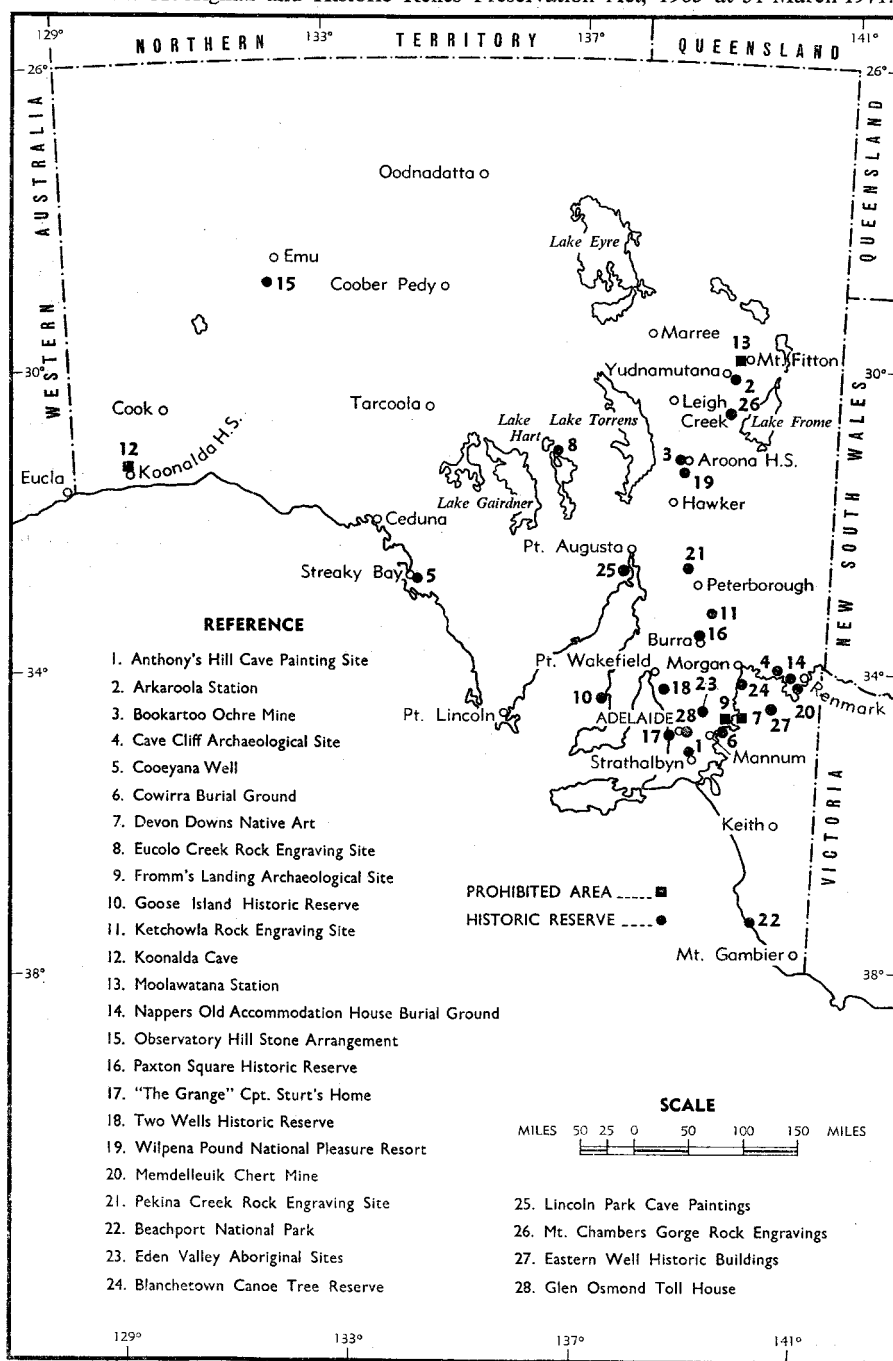 Aboriginal and Historic Relics Preservation Act, 1965 at 31 March 1971.
129° 133° 137° 141°
NORTHERN TERRITORY QUEENSLAND
26° 26°
WESTERN AUSTRALIA
QUEENSLAND
Oodnadatta
Lake Eyre
Emu
15
Coober Pedy
Marree
13
Mt. Fitton
Yudnamutana
30° 30°
2
Leigh Creek
26
Lake Frome
Cook
Tarcoola
Lake Hart
Lake Torrens
8
12
Koonalda H.S.
3
Aroona H.S.
19
Eucla
Lake Gairdner
Hawker
NEW SOUTH WALES
Ceduna
Pt. Augusta
21
Streaky Bay
5
25
Peterborough
11
16
Burra
Pt. Wakefield
Morgan
4
14
34° 34°
Renmark
18
23
24
20
10
Pt. Lincoln
ADELAIDE
28
9
7
27
17
1
6
Mannum
Strathalbyn
Keith
VICTORIA
22
Mt. Gambier
38° 38°
REFERENCE
1. Anthony's Hill Cave Painting Site
2. Arkaroola Station
3. Bookartoo Ochre Mine
4. Cave Cliff Archaeological Site
5. Cooeyana Well
6. Cowirra Burial Ground
7. Devon Downs Native Art
8. Eucolo Creek Rock Engraving Site
9. Fromm's Landing Archaeological Site
10. Goose Island Historic Reserve
11. Ketchowla Rock Engraving Site
12. Koonalda Cave
13. Moolawatana Station
14. Nappers Old Accommodation House Burial Ground
15. Observatory Hill Stone Arrangement
16. Paxton Square Historic Reserve
17. "The Grange" Cpt. Sturt's Home
18. Two Wells Historic Reserve
19. Wilpena Pound National Pleasure Resort
20. Memdelleuik Chert Mine
21. Pekina Creek Rock Engraving Site
22. Beachport National Park
23. Eden Valley Aboriginal Sites
24. Blanchetown Canoe Tree Reserve
PROHIBITED AREA
HISTORIC RESERVE
SCALE
MILES 50 25 0 50 100 150 MILES
25. Lincoln Park Cave Paintings
26. Mt. Chambers Gorge Rock Engravings
27. Eastern Well Historic Buildings
28. Glen Osmond Toll House
129° 133° 137° 141°